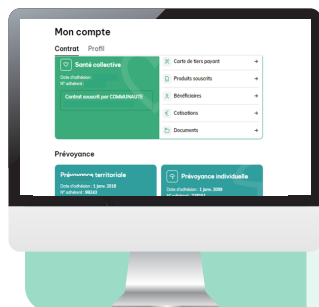 Mon compte
Contrat Profil
Santé collective
Date d'adhésion :
N° adhérent :
Contrat souscrit par COMMUNAUTE
Carte de tiers payant
Produits souscrits
Bénéficiaires
Cotisations
Documents
Prévoyance
Prévoyance territoriale
Date d'adhésion : 1 janv. 2018
N° adhérent : 99243
Prévoyance individuelle
Date d'adhésion : 1 janv. 2009